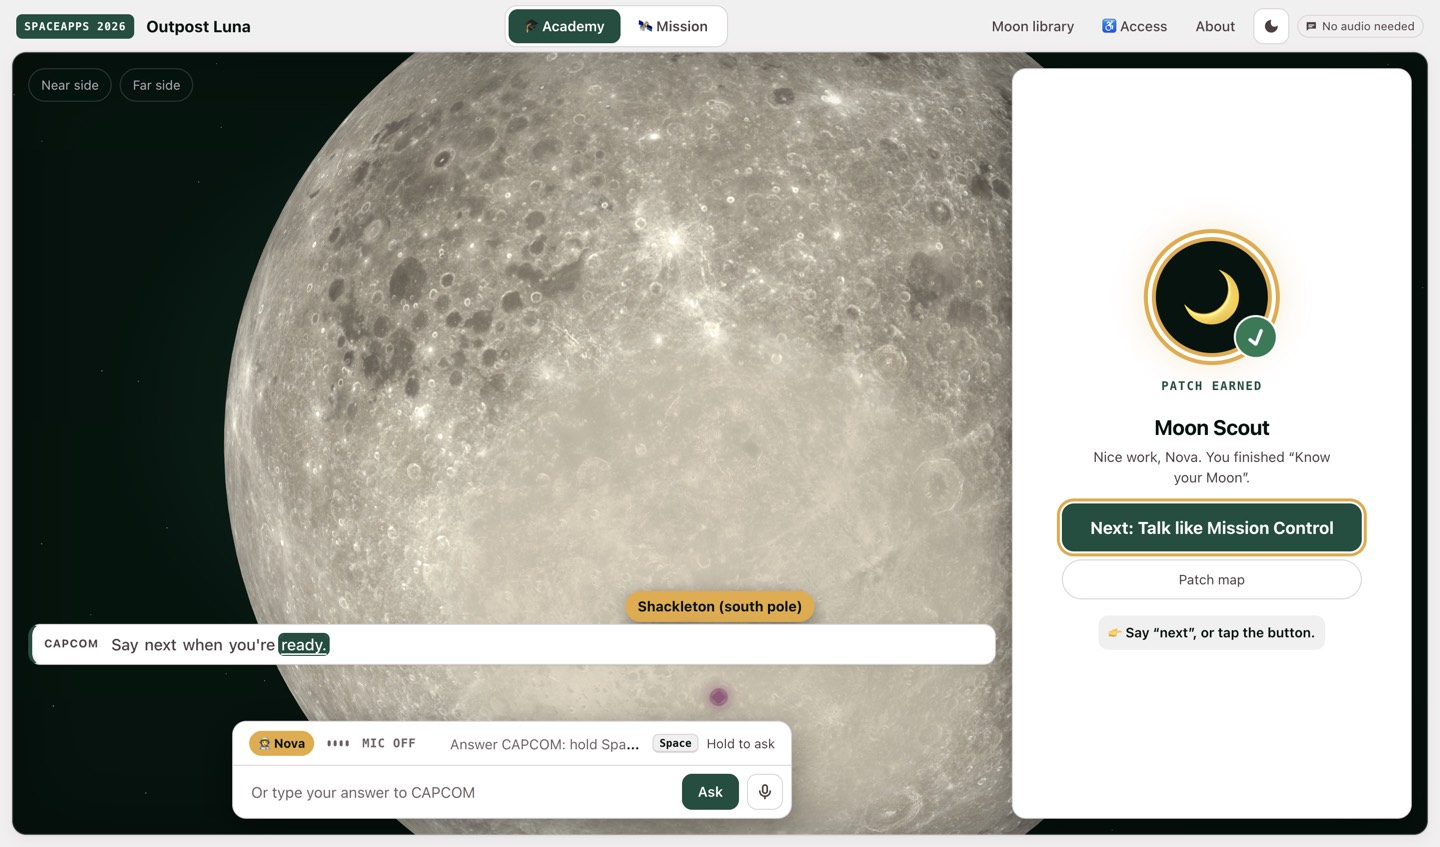 SPACEAPPS 2026
Outpost Luna
Academy
Mission
Moon library
Access
About
No audio needed
Near side
Far side
PATCH EARNED
Moon Scout
Nice work, Nova. You finished “Know
your Moon”.
Next: Talk like Mission Control
Patch map
Say “next”, or tap the button.
Shackleton (south pole)
CAPCOM Say next when you're ready.
Nova
MIC OFF
Answer CAPCOM: hold Spa...
Space
Hold to ask
Or type your answer to CAPCOM
Ask